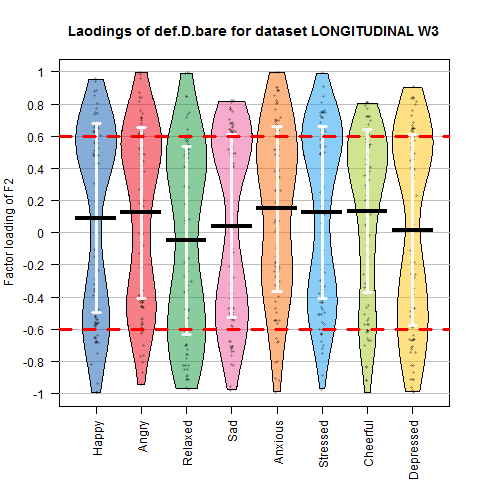 Laodings of def.D.bare for dataset LONGITUDINAL W3
Factor loading of F2
1
0.8
0.6
0.4
0.2
0
-0.2
-0.4
-0.6
-0.8
-1
Happy
Angry
Relaxed
Sad
Anxious
Stressed
Cheerful
Depressed